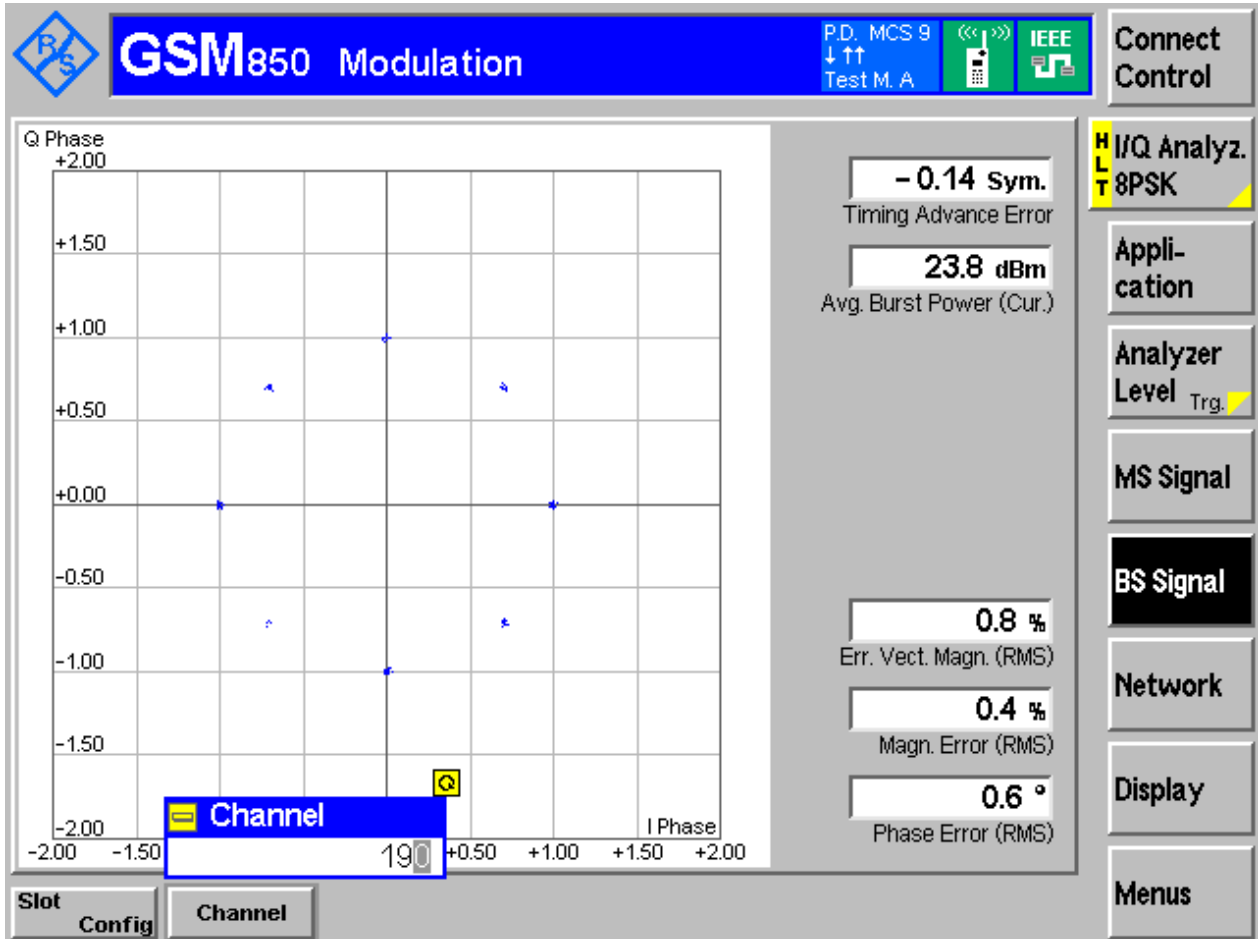 R/S
GSM850 Modulation
P.D. MCS 9
↓ ↑↑
Test M. A
IEEE
Connect
Control
Q Phase
+2.00
+1.50
+1.00
+0.50
+0.00
-0.50
-1.00
-1.50
-2.00
I Phase
-2.00 -1.50 +0.50 +1.00 +1.50 +2.00
Q
Channel
190
- 0.14 Sym.
Timing Advance Error
23.8 dBm
Avg. Burst Power (Cur.)
0.8 %
Err. Vect. Magn. (RMS)
0.4 %
Magn. Error (RMS)
0.6 °
Phase Error (RMS)
HLT
I/Q Analyz.
8PSK
Appli-
cation
Analyzer
Level Trg.
MS Signal
BS Signal
Network
Display
Menus
Slot
Config
Channel